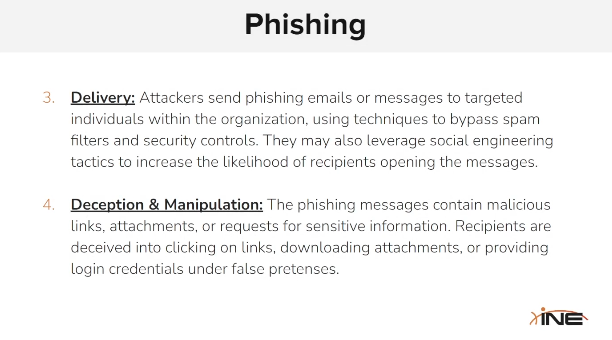 Phishing
3. Delivery: Attackers send phishing emails or messages to targeted
individuals within the organization, using techniques to bypass spam
filters and security controls. They may also leverage social engineering
tactics to increase the likelihood of recipients opening the messages.
4. Deception & Manipulation: The phishing messages contain malicious
links, attachments, or requests for sensitive information. Recipients are
deceived into clicking on links, downloading attachments, or providing
login credentials under false pretenses.
INE